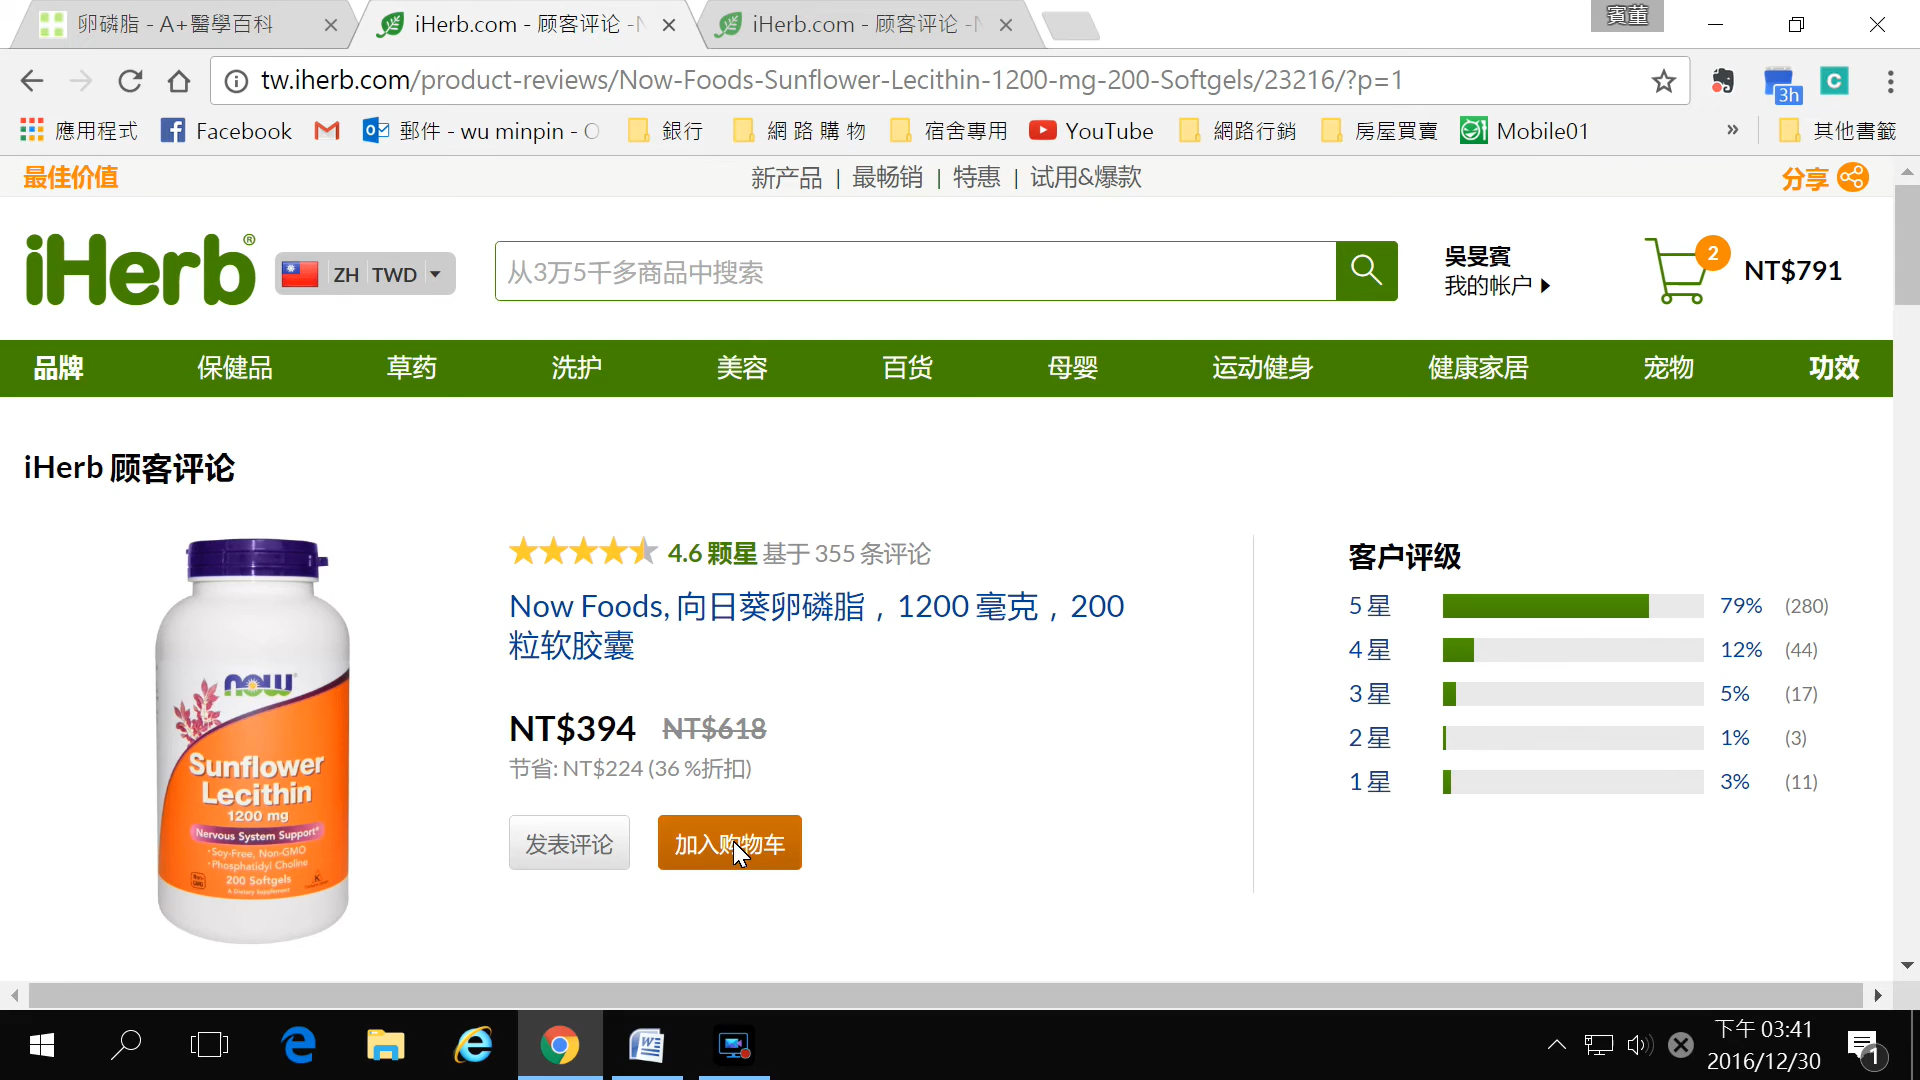 卵磷脂 - A+醫學百科
iHerb.com - 顾客评论 - N
iHerb.com - 顾客评论 - N
賓董
tw.iherb.com/product-reviews/Now-Foods-Sunflower-Lecithin-1200-mg-200-Softgels/23216/?p=1
3h
C
應用程式
Facebook
郵件 - wu minpin - O
銀行
網 路 購 物
宿舍專用
YouTube
網路行銷
房屋買賣
Mobile01
»
其他書籤
最佳价值
新产品 | 最畅销 | 特惠 | 试用&爆款
分享
iHerb®
ZH TWD
从3万5千多商品中搜索
吳旻賓
我的帐户
2
NT$791
品牌 保健品 草药 洗护 美容 百货 母婴 运动健身 健康家居 宠物 功效
iHerb 顾客评论
now
Sunflower
Lecithin
1200 mg
Nervous System Support*
•Soy-Free, Non-GMO
•Phosphatidyl Choline
200 Softgels
A Dietary Supplement
4.6 颗星 基于 355 条评论
Now Foods, 向日葵卵磷脂，1200 毫克，200
粒软胶囊
NT$394 NT$618
节省: NT$224 (36 %折扣)
发表评论
加入购物车
客户评级
5 星 79% (280)
4 星 12% (44)
3 星 5% (17)
2 星 1% (3)
1 星 3% (11)
下午 03:41
2016/12/30
1